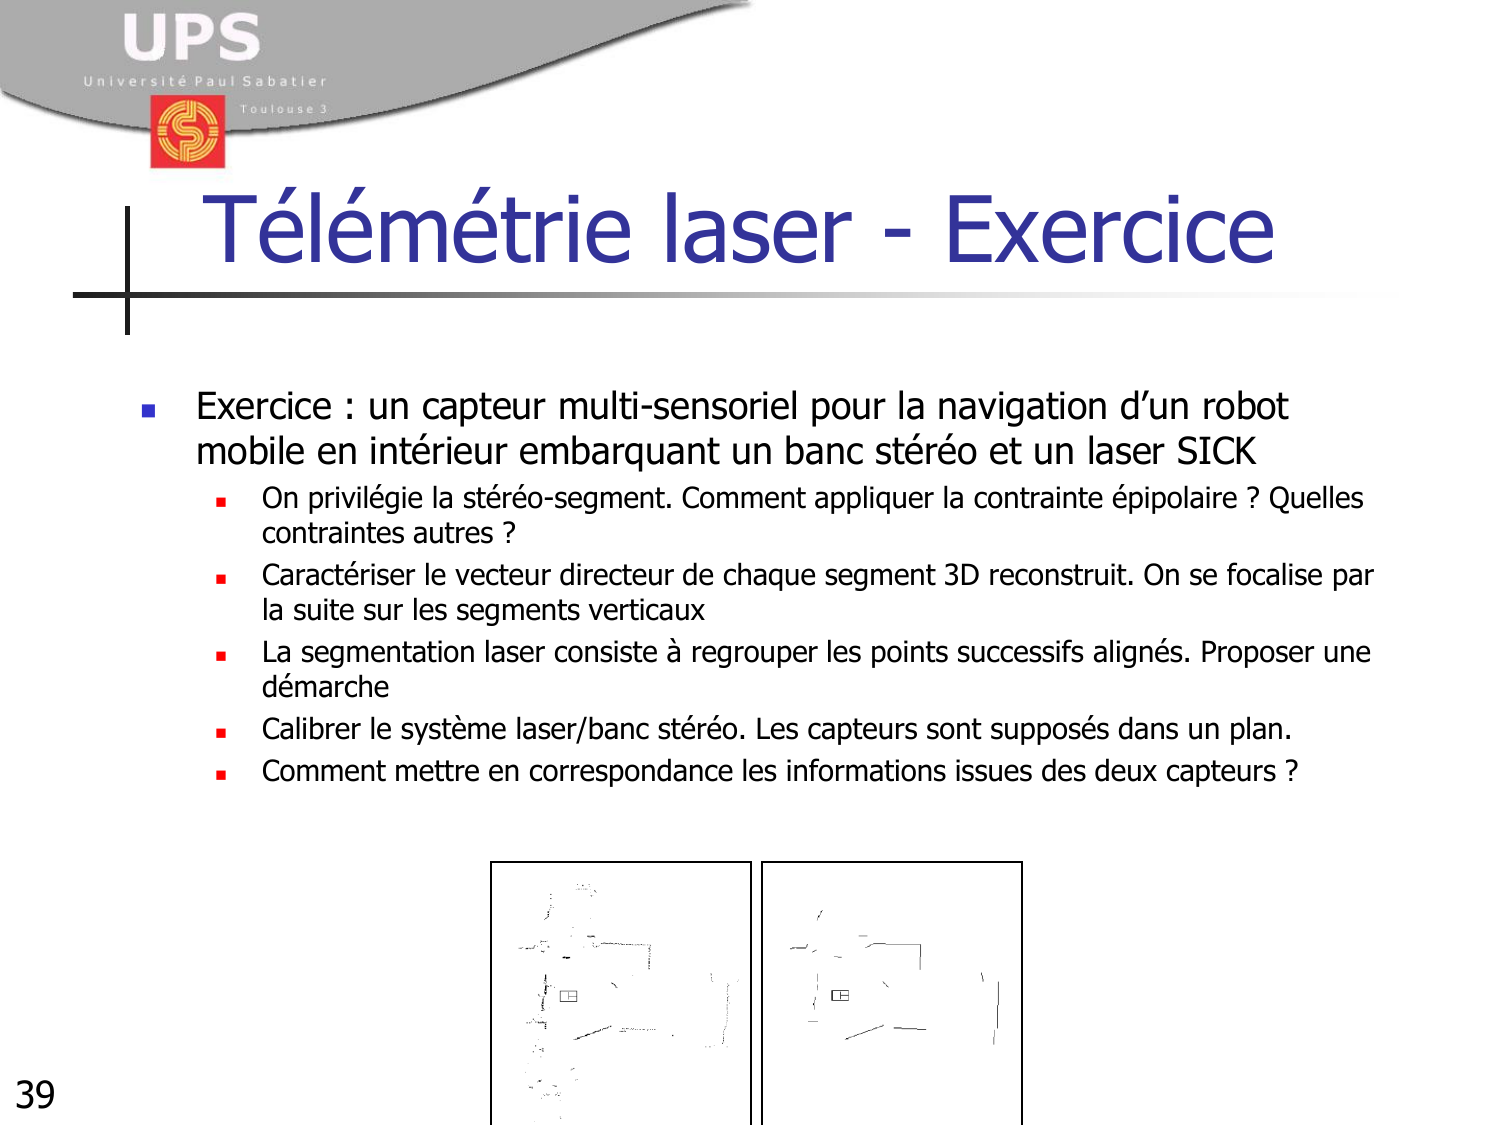 UPS
Université Paul Sabatier
Toulouse 3
Télémétrie laser - Exercice
Exercice : un capteur multi-sensoriel pour la navigation d’un robot
mobile en intérieur embarquant un banc stéréo et un laser SICK
On privilégie la stéréo-segment. Comment appliquer la contrainte épipolaire ? Quelles
contraintes autres ?
Caractériser le vecteur directeur de chaque segment 3D reconstruit. On se focalise par
la suite sur les segments verticaux
La segmentation laser consiste à regrouper les points successifs alignés. Proposer une
démarche
Calibrer le système laser/banc stéréo. Les capteurs sont supposés dans un plan.
Comment mettre en correspondance les informations issues des deux capteurs ?
39